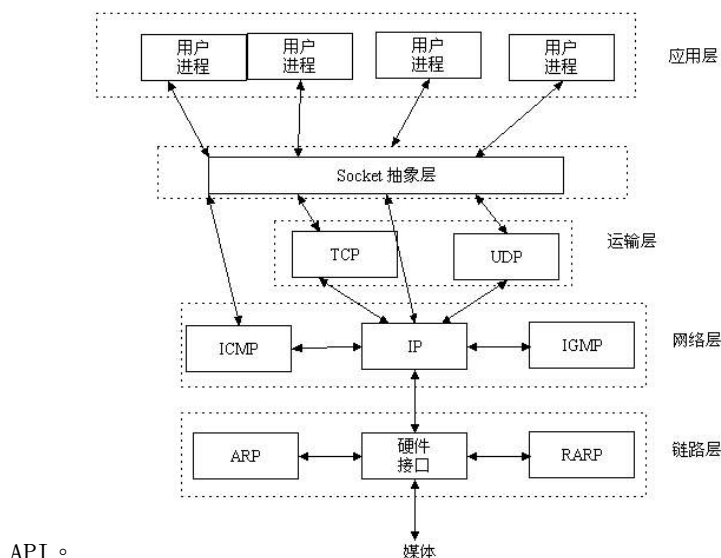 用户
进程
用户
进程
用户
进程
用户
进程
应用层
Socket 抽象层
TCP
UDP
运输层
ICMP
IP
IGMP
网络层
ARP
硬件
接口
RARP
链路层
API。
媒体